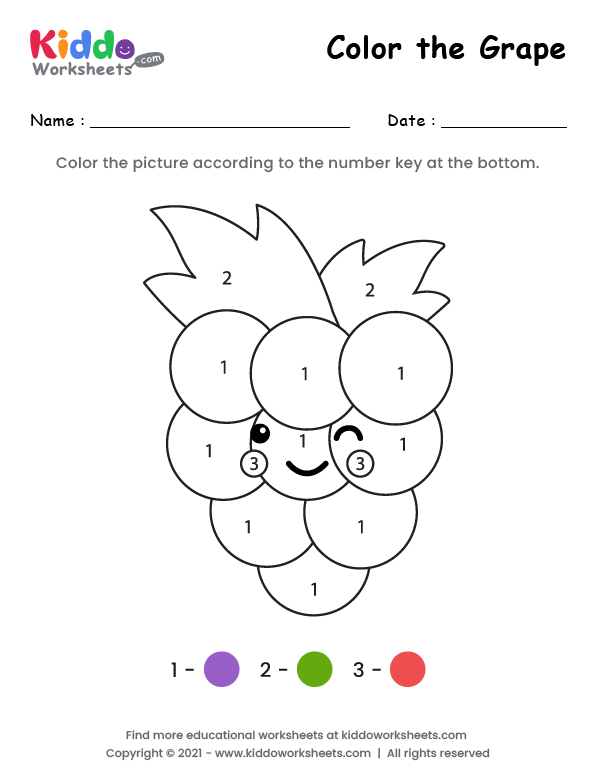 Kiddo
Worksheets.com
Color the Grape
Name :
Date :
Color the picture according to the number key at the bottom.
2
2
1
1
1
1
1
1
3
3
1
1
1
1 -
2 -
3 -
Find more educational worksheets at kiddoworksheets.com
Copyright © 2021 - www.kiddoworksheets.com | All rights reserved